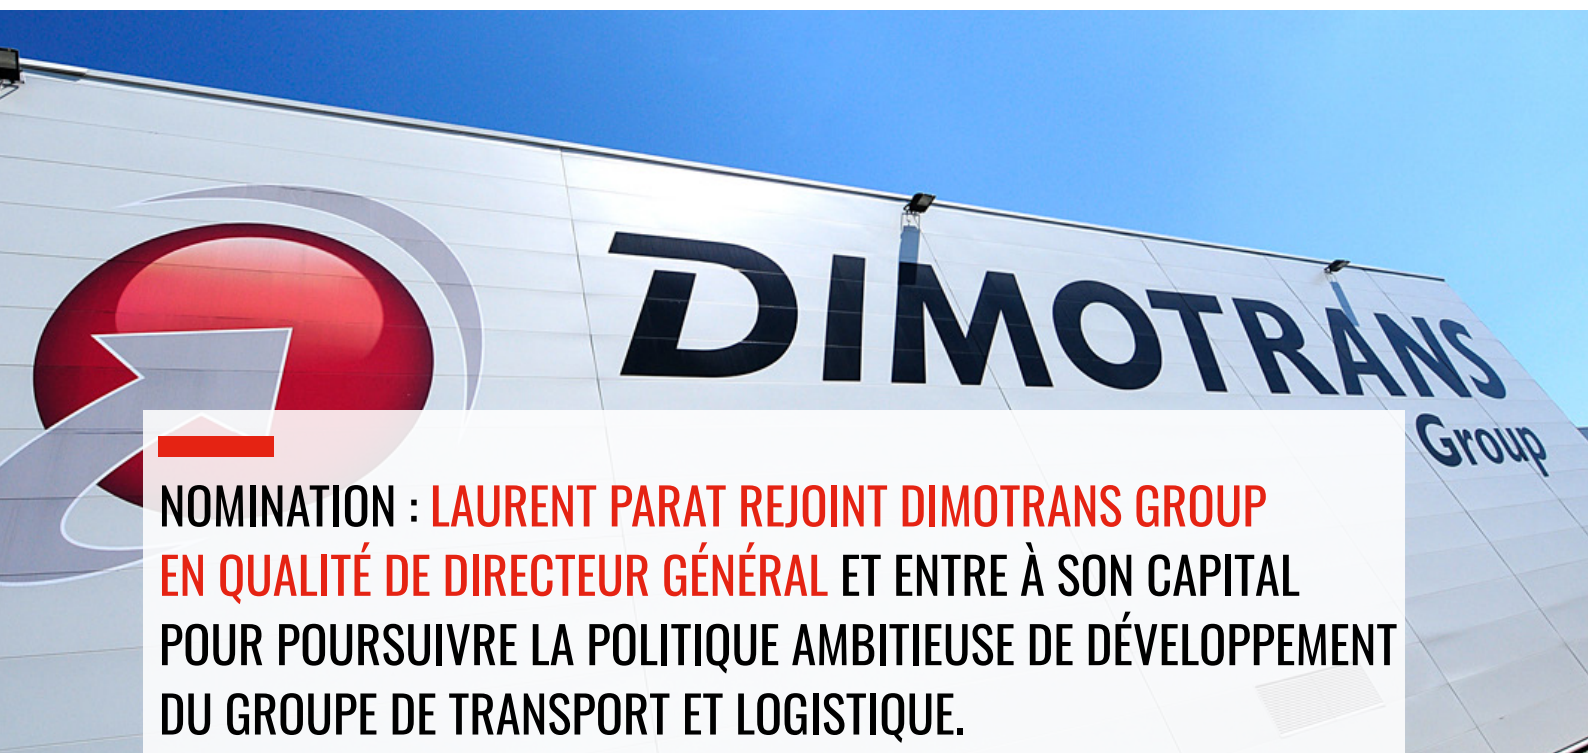 DIMOTRANS
Group
NOMINATION : LAURENT PARAT REJOINT DIMOTRANS GROUP
EN QUALITÉ DE DIRECTEUR GÉNÉRAL ET ENTRE À SON CAPITAL
POUR POURSUIVRE LA POLITIQUE AMBITIEUSE DE DÉVELOPPEMENT
DU GROUPE DE TRANSPORT ET LOGISTIQUE.